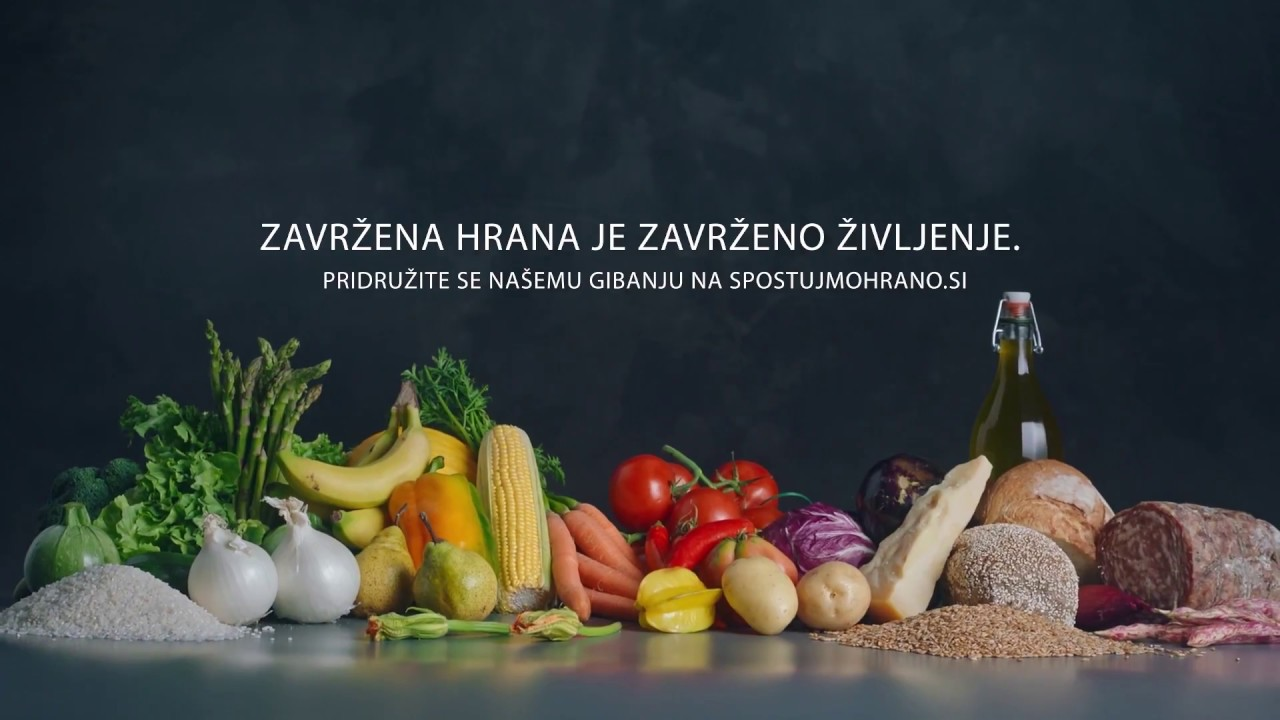 ZAVRŽENA HRANA JE ZAVRŽENO ŽIVLJENJE.
PRIDRUŽITE SE NAŠEMU GIBANJU NA SPOSTUJMOHRANO.SI